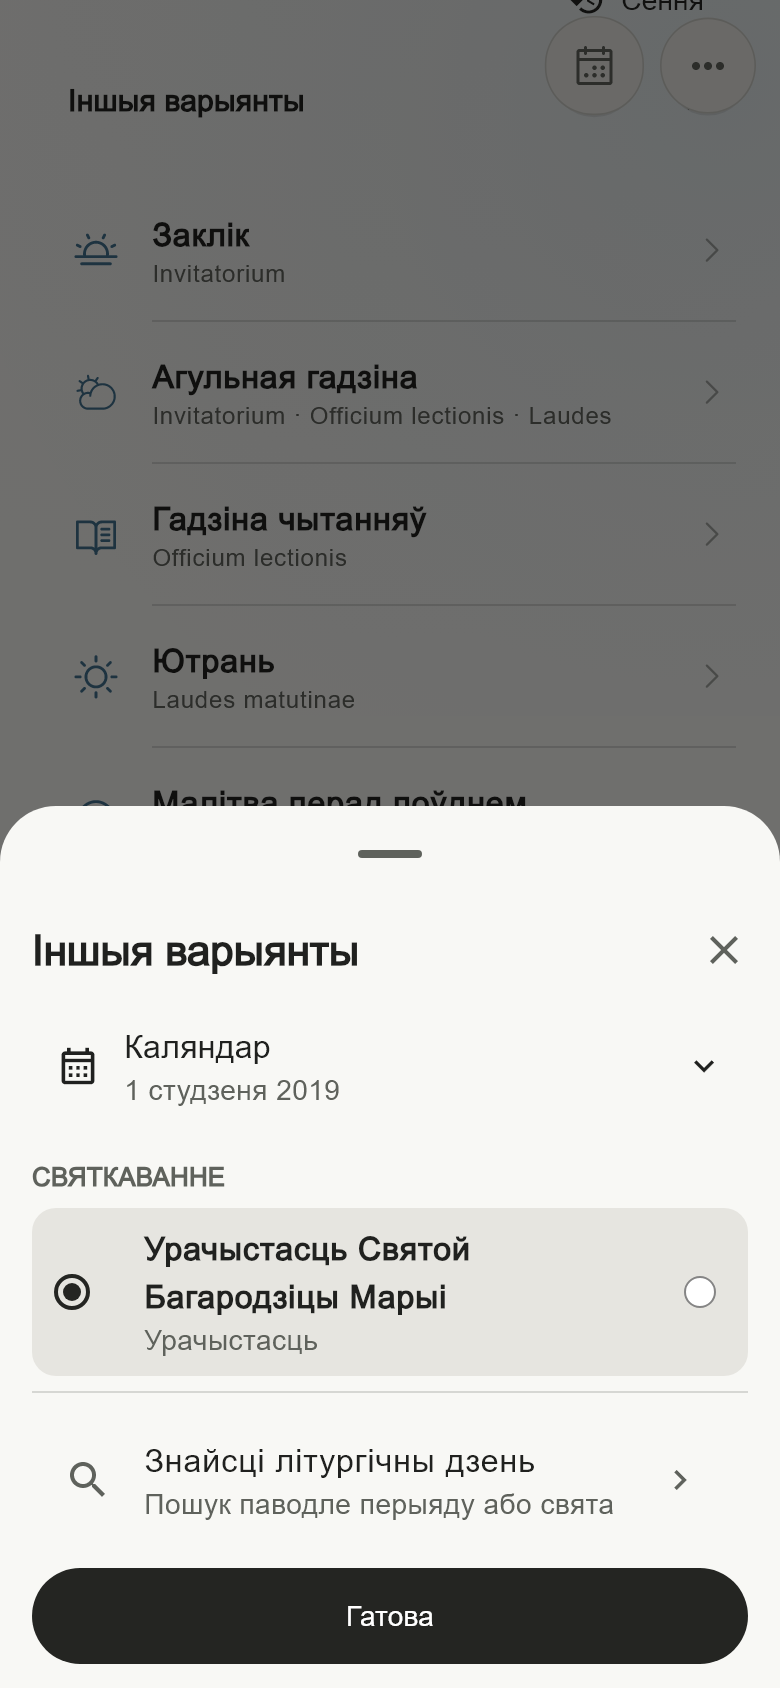 Сення
Іншыя варыянты
Заклік
Invitatorium
Агульная гадзіна
Invitatorium · Officium lectionis · Laudes
Гадзіна чытанняў
Officium lectionis
Ютрань
Laudes matutinae
Малітва перад поўднем
Іншыя варыянты
Каляндар
1 студзеня 2019
СВЯТКАВАННЕ
Урачыстасць Святой
Багародзіцы Марыі
Урачыстасць
Знайсці літургічны дзень
Пошук паводле перыяду або свята
Гатова